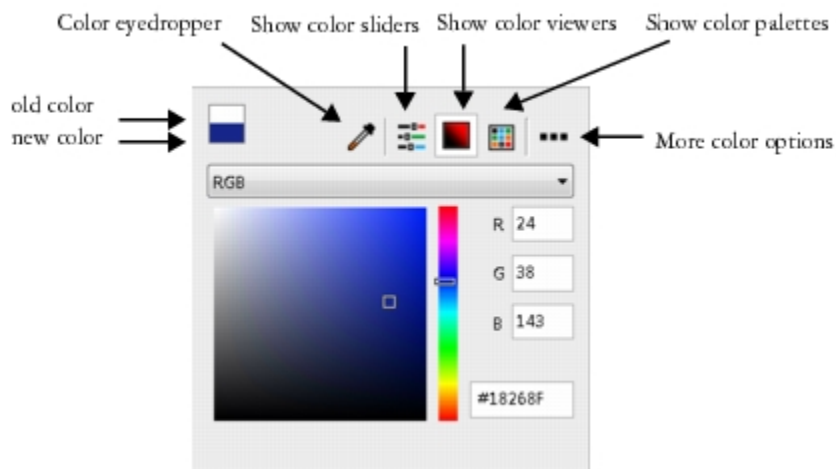 Color eyedropper
Show color sliders
Show color viewers
Show color palettes
old color
new color
More color options
RGB
R 24
G 38
B 143
#18268F